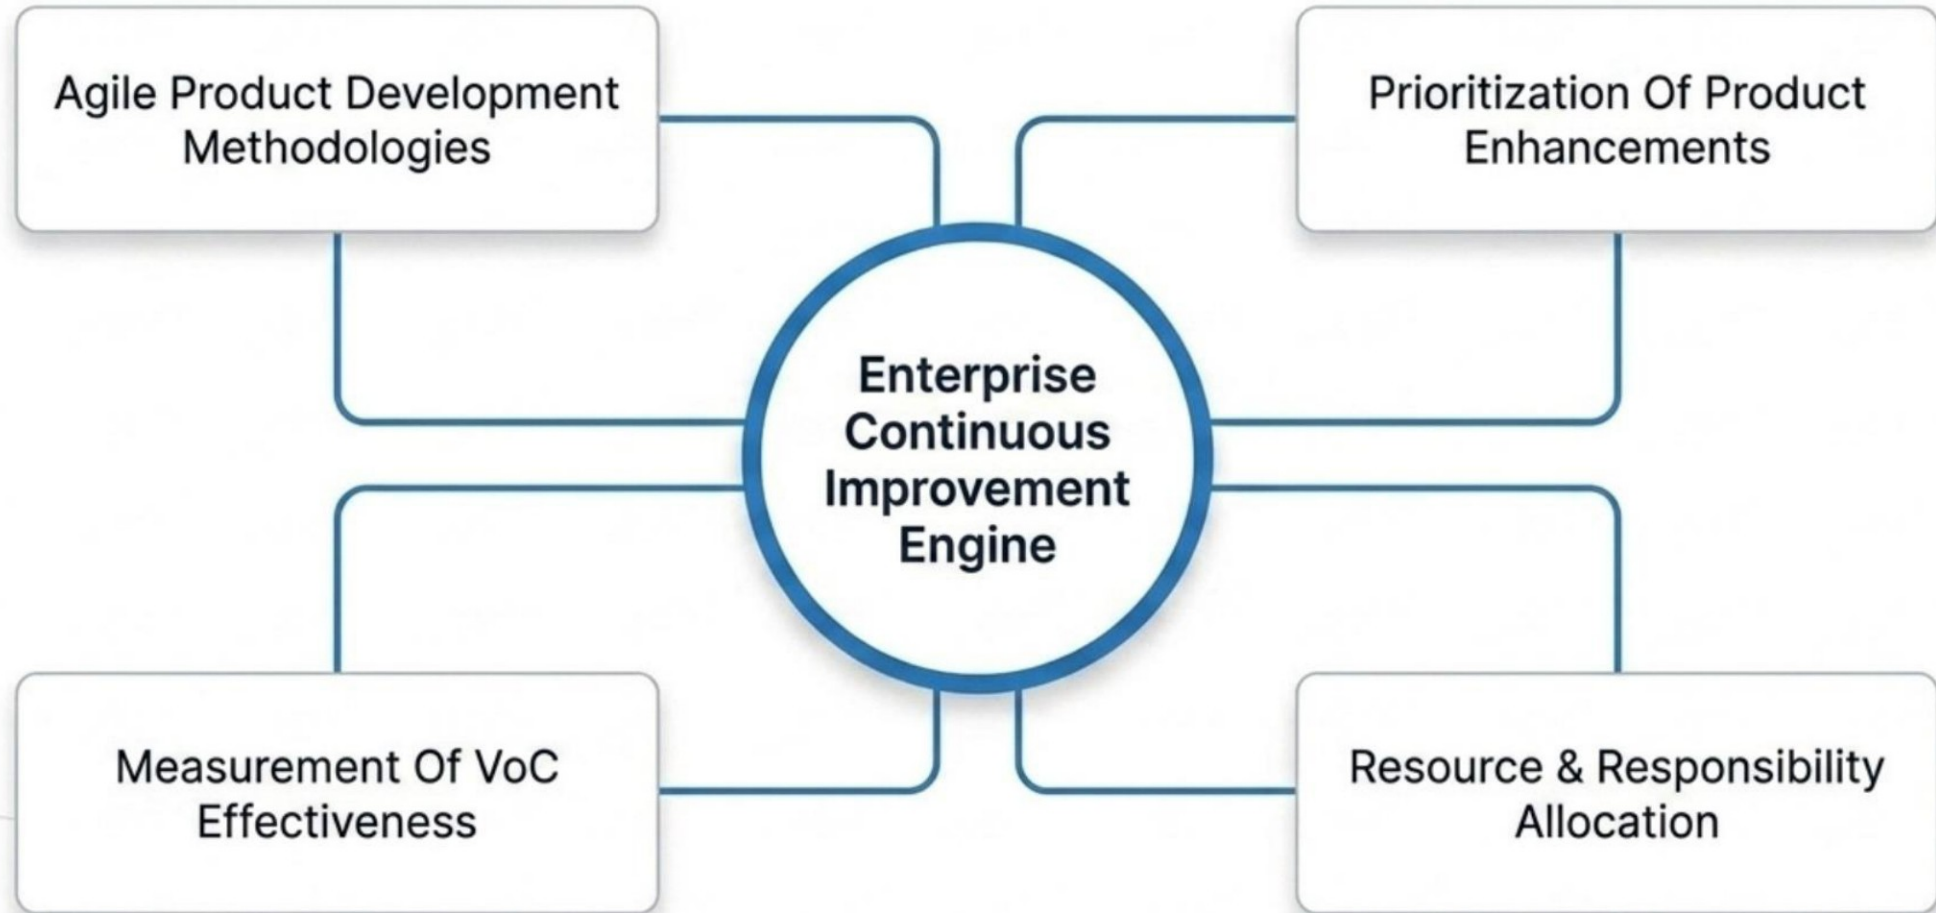 Agile Product Development
Methodologies
Prioritization Of Product
Enhancements
Enterprise
Continuous
Improvement
Engine
Measurement Of VoC
Effectiveness
Resource & Responsibility
Allocation